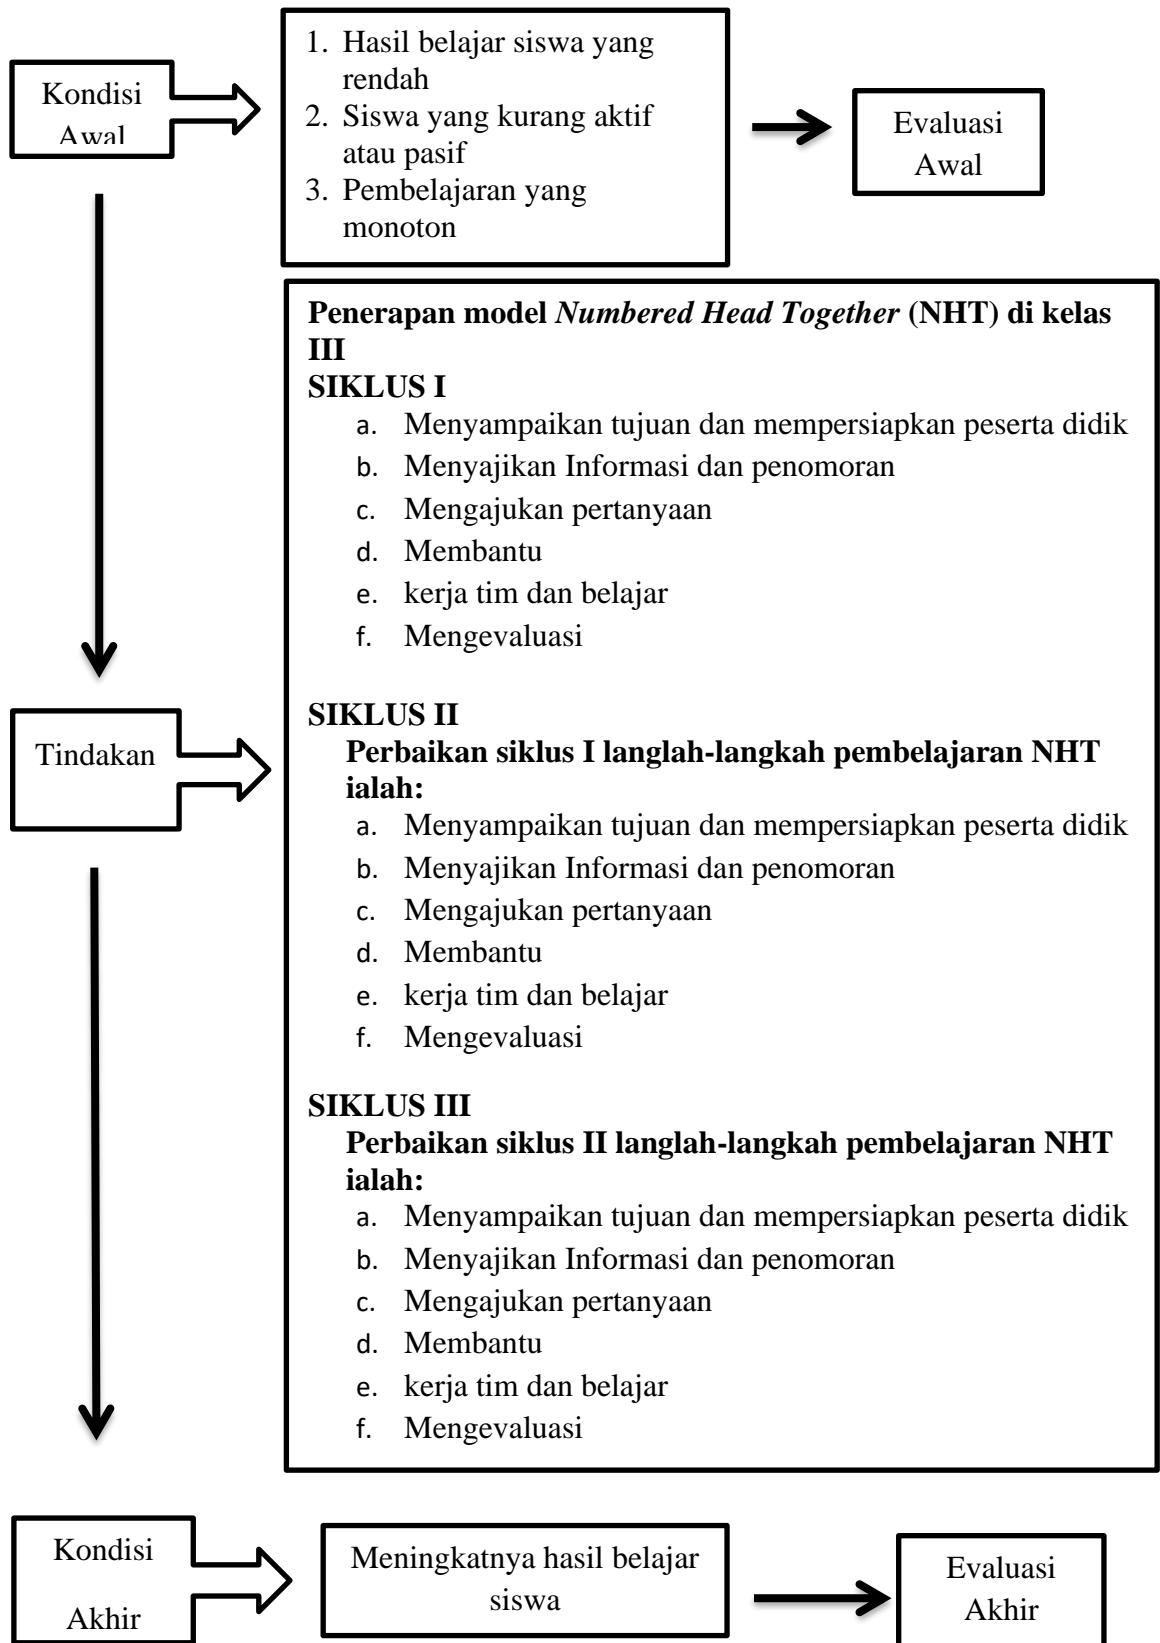 Kondisi
Awal
1. Hasil belajar siswa yang
rendah
2. Siswa yang kurang aktif
atau pasif
3. Pembelajaran yang
monoton
Evaluasi
Awal
Penerapan model Numbered Head Together (NHT) di kelas
III
SIKLUS I
a. Menyampaikan tujuan dan mempersiapkan peserta didik
b. Menyajikan Informasi dan penomoran
c. Mengajukan pertanyaan
d. Membantu
e. kerja tim dan belajar
f. Mengevaluasi
Tindakan
SIKLUS II
Perbaikan siklus I langlah-langkah pembelajaran NHT
ialah:
a. Menyampaikan tujuan dan mempersiapkan peserta didik
b. Menyajikan Informasi dan penomoran
c. Mengajukan pertanyaan
d. Membantu
e. kerja tim dan belajar
f. Mengevaluasi
SIKLUS III
Perbaikan siklus II langlah-langkah pembelajaran NHT
ialah:
a. Menyampaikan tujuan dan mempersiapkan peserta didik
b. Menyajikan Informasi dan penomoran
c. Mengajukan pertanyaan
d. Membantu
e. kerja tim dan belajar
f. Mengevaluasi
Kondisi
Akhir
Meningkatnya hasil belajar
siswa
Evaluasi
Akhir